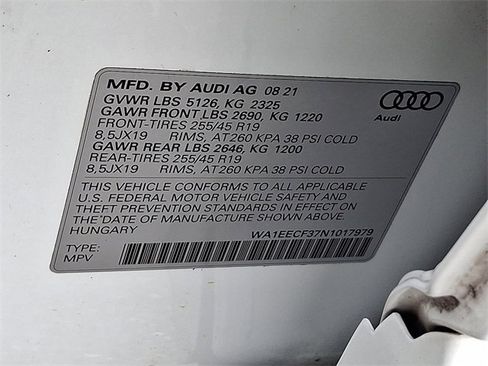 MFD. BY AUDI AG 08 21
GVWR LBS 5126, KG 2325
GAWR FRONT LBS 2690, KG 1220
FRONT-TIRES 255/45 R19
8,5JX19 RIMS, AT260 KPA 38 PSI COLD
GAWR REAR LBS 2646, KG 1200
REAR-TIRES 255/45 R19
8,5JX19 RIMS, AT260 KPA 38 PSI COLD
THIS VEHICLE CONFORMS TO ALL APPLICABLE
U.S. FEDERAL MOTOR VEHICLE SAFETY AND
THEFT PREVENTION STANDARDS IN EFFECT ON
THE DATE OF MANUFACTURE SHOWN ABOVE.
HUNGARY
WA1EECF37N1017979
TYPE:
MPV
Audi